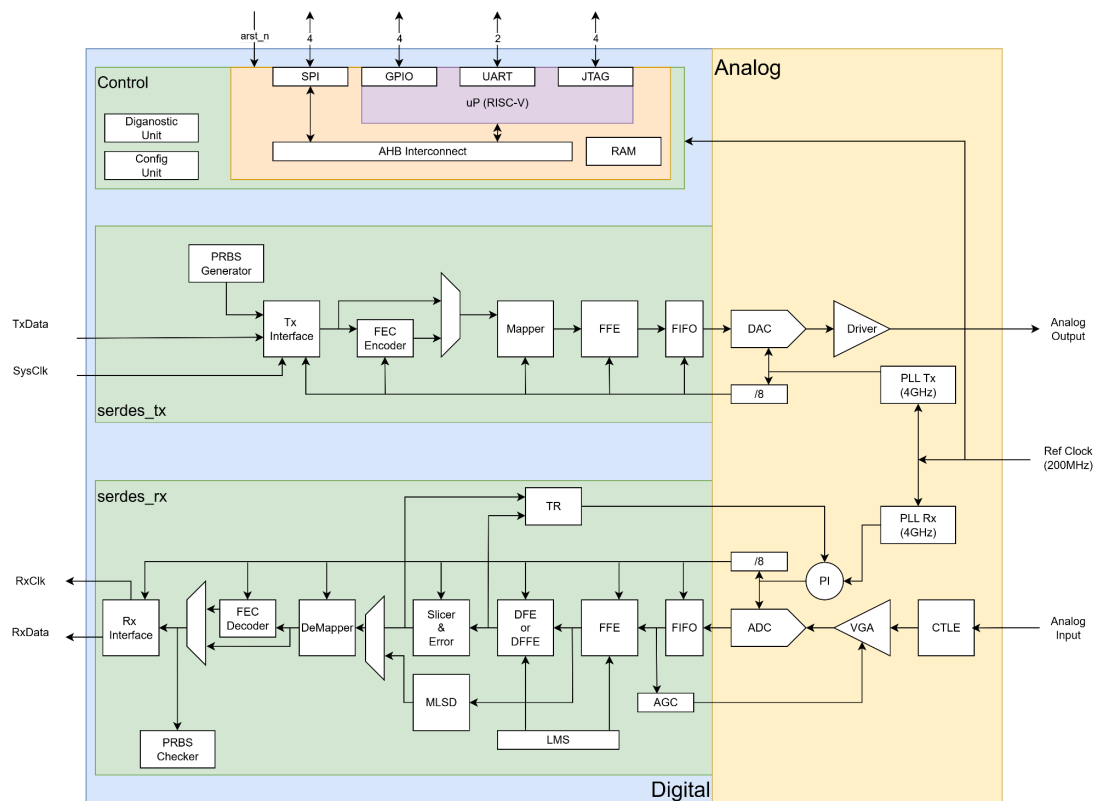 arst_n
4
4
2
4
Analog
Control
SPI
GPIO
UART
JTAG
uP (RISC-V)
Diganostic
Unit
Config
Unit
AHB Interconnect
RAM
PRBS
Generator
TxData
SysClk
Tx
Interface
FEC
Encoder
Mapper
FFE
FIFO
DAC
Driver
Analog
Output
/8
PLL Tx
(4GHz)
serdes_tx
Ref Clock
(200MHz)
serdes_rx
TR
PLL Rx
(4GHz)
/8
PI
RxClk
RxData
Rx
Interface
FEC
Decoder
DeMapper
Slicer
&
Error
DFE
or
DFFE
FFE
FIFO
ADC
VGA
CTLE
Analog
Input
MLSD
AGC
LMS
PRBS
Checker
Digital